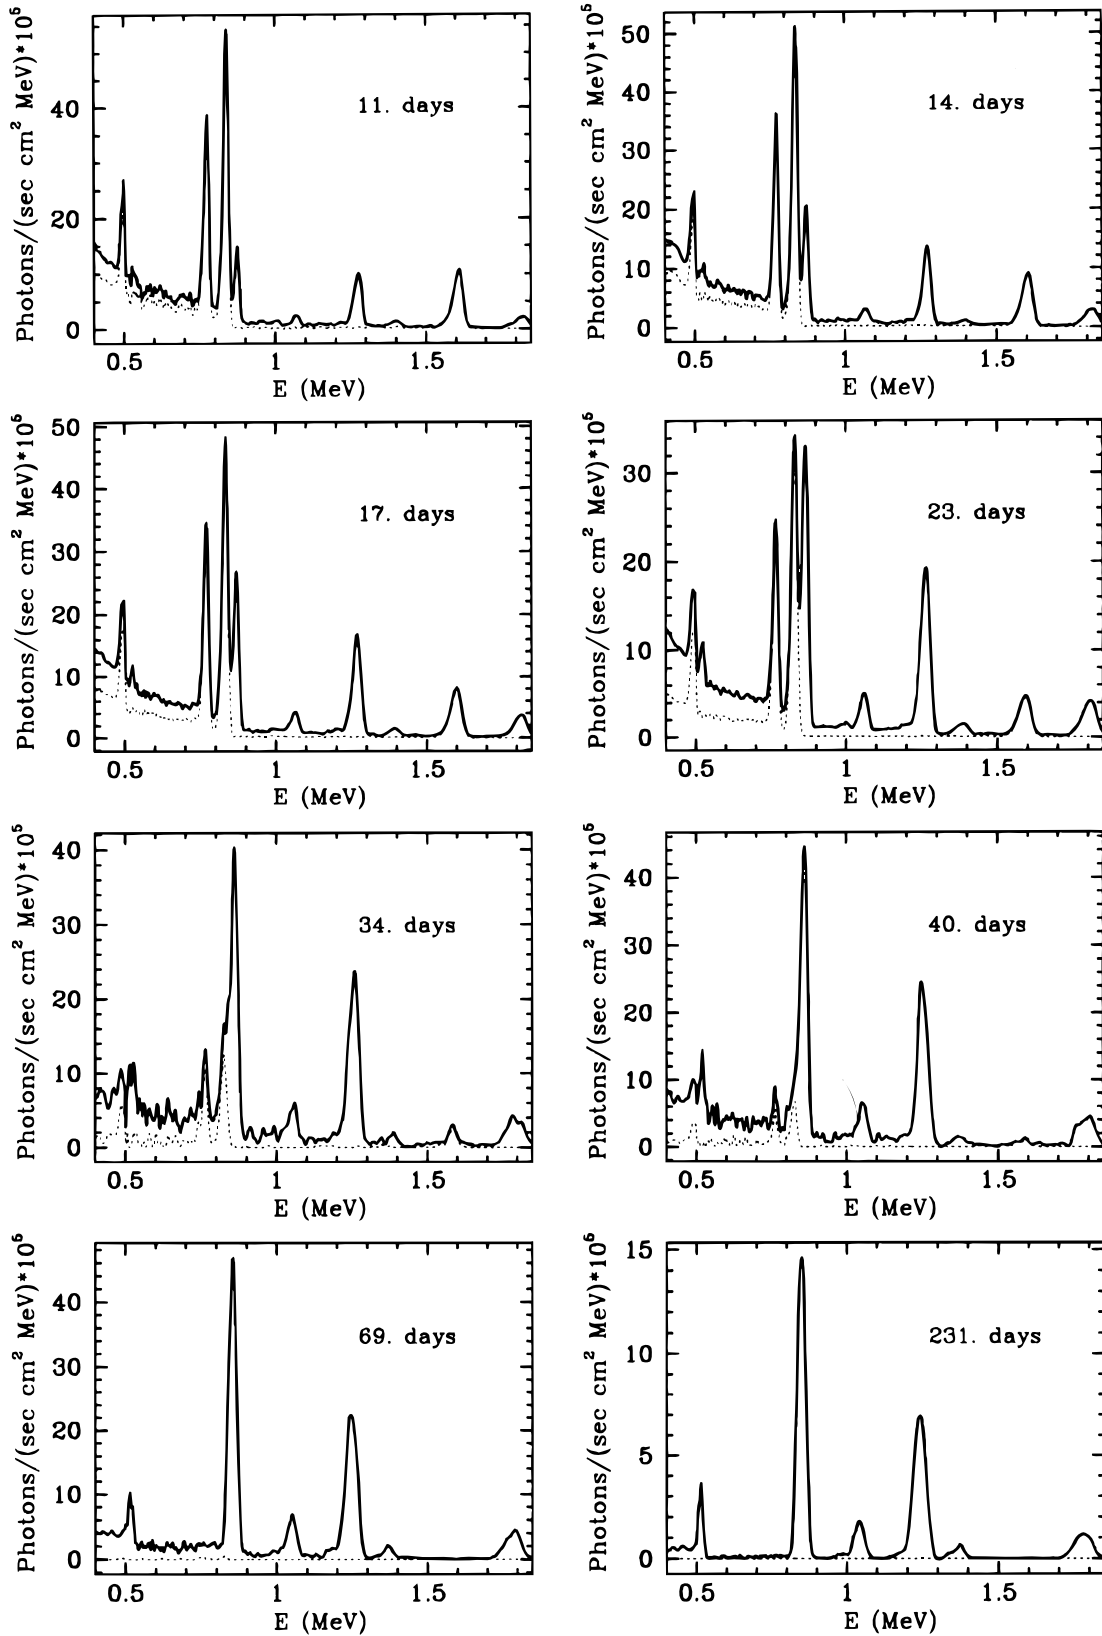 Photons/(sec cm² MeV)*10⁵
40
20
0
11. days
0.5 1 1.5
E (MeV)
Photons/(sec cm² MeV)*10⁵
50
40
30
20
10
0
14. days
0.5 1 1.5
E (MeV)
Photons/(sec cm² MeV)*10⁵
50
40
30
20
10
0
17. days
0.5 1 1.5
E (MeV)
Photons/(sec cm² MeV)*10⁵
30
20
10
0
23. days
0.5 1 1.5
E (MeV)
Photons/(sec cm² MeV)*10⁵
40
30
20
10
0
34. days
0.5 1 1.5
E (MeV)
Photons/(sec cm² MeV)*10⁵
40
30
20
10
0
40. days
0.5 1 1.5
E (MeV)
Photons/(sec cm² MeV)*10⁵
40
30
20
10
0
69. days
0.5 1 1.5
E (MeV)
Photons/(sec cm² MeV)*10⁵
15
10
5
0
231. days
0.5 1 1.5
E (MeV)